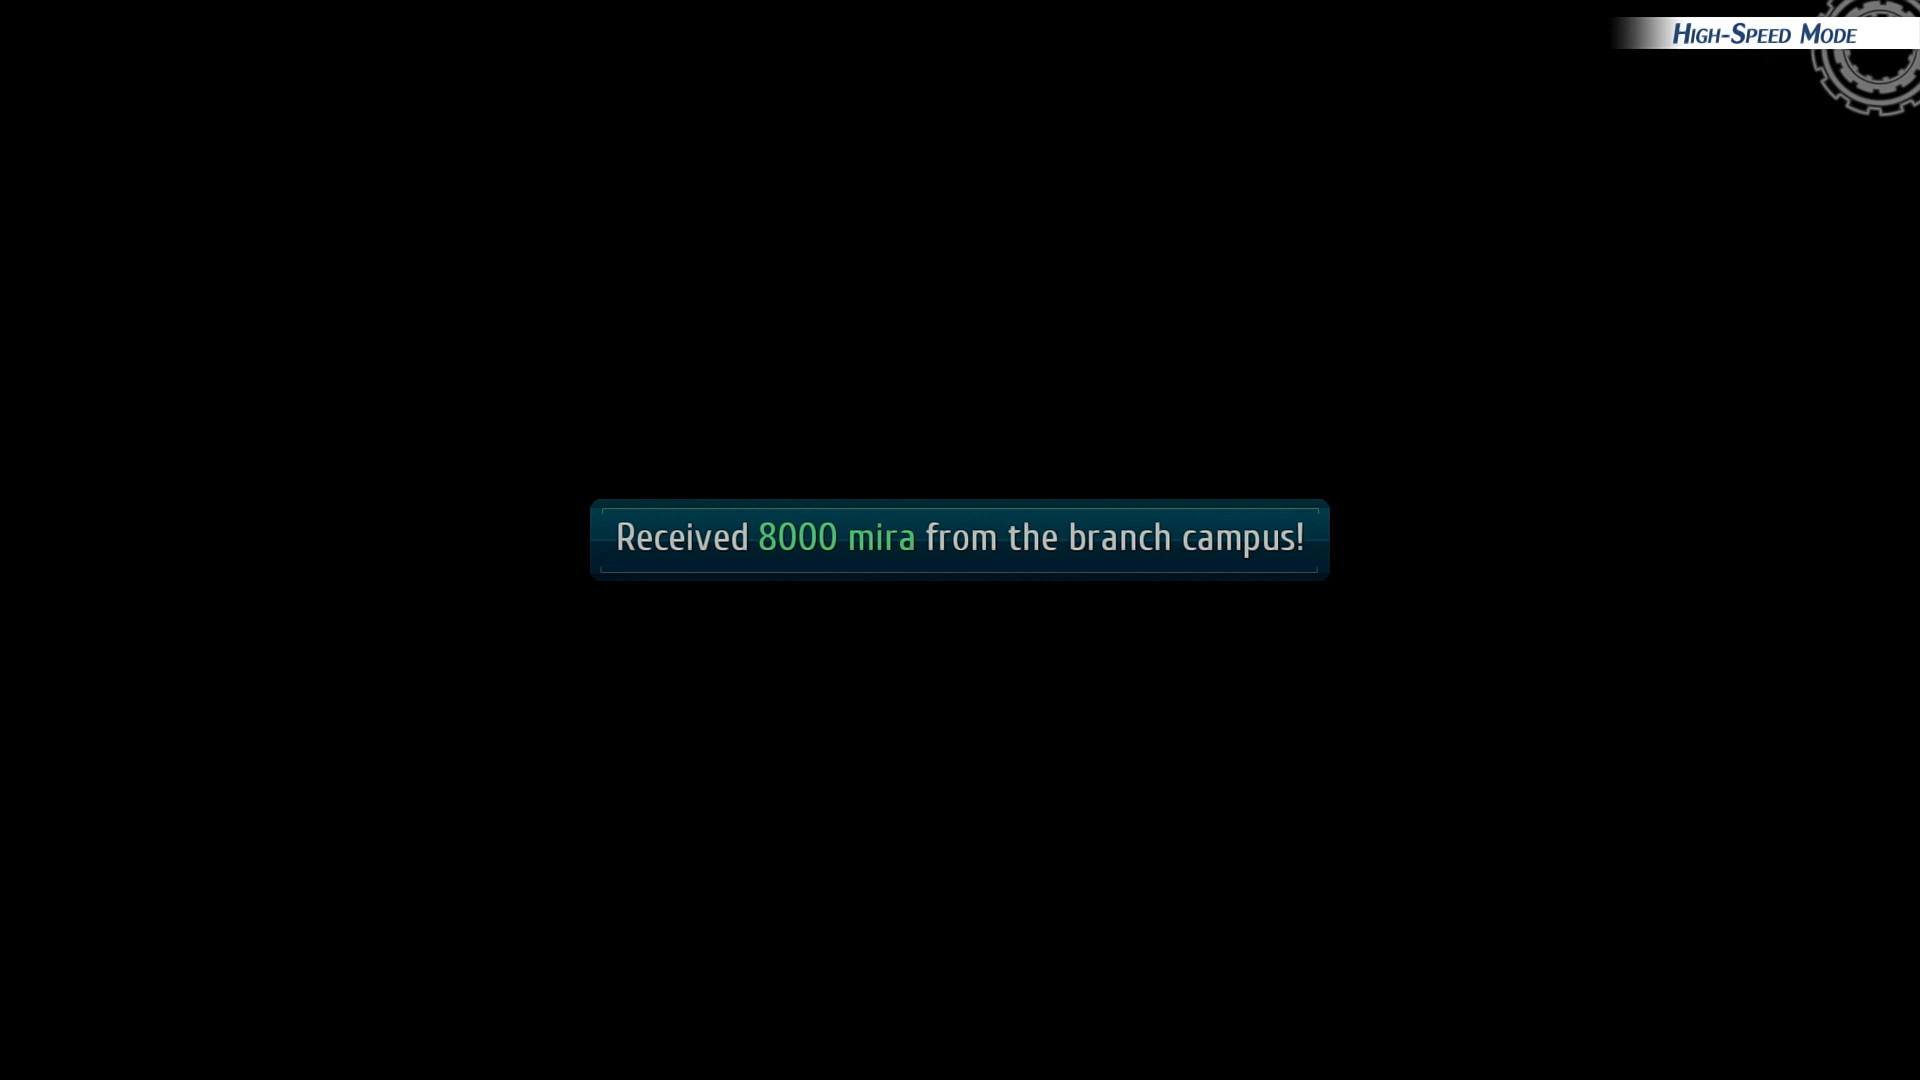 High-Speed Mode
Received 8000 mira from the branch campus!